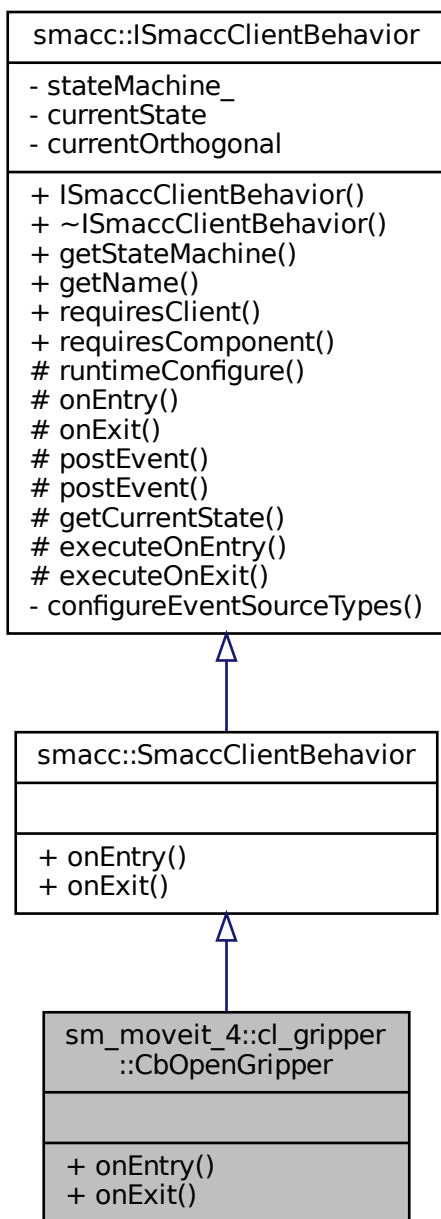 smacc::ISmaccClientBehavior
- stateMachine_
- currentState
- currentOrthogonal
+ ISmaccClientBehavior()
+ ~ISmaccClientBehavior()
+ getStateMachine()
+ getName()
+ requiresClient()
+ requiresComponent()
# runtimeConfigure()
# onEntry()
# onExit()
# postEvent()
# postEvent()
# getCurrentState()
# executeOnEntry()
# executeOnExit()
- configureEventSourceTypes()
smacc::SmaccClientBehavior
+ onEntry()
+ onExit()
sm_moveit_4::cl_gripper
::CbOpenGripper
+ onEntry()
+ onExit()